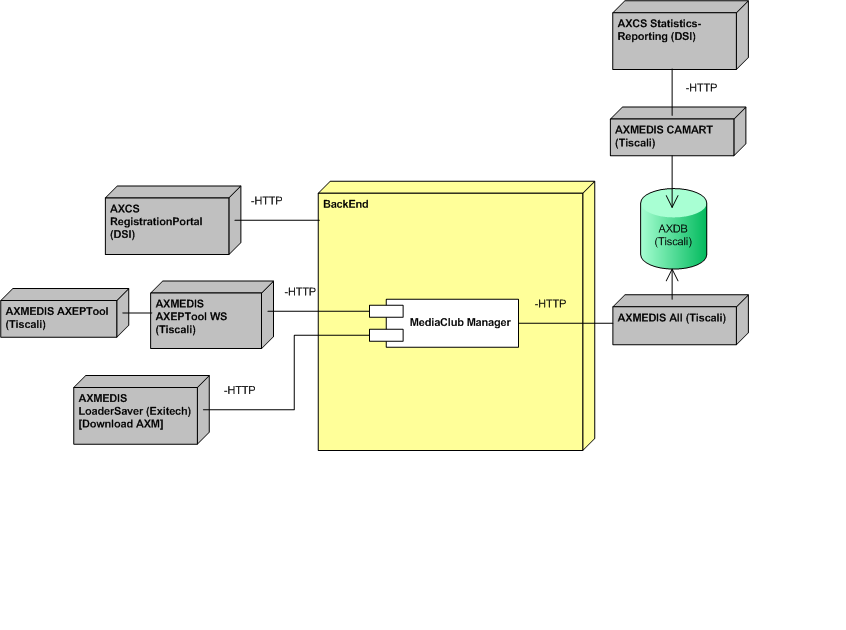 AXCS Statistics-
Reporting (DSI)
-HTTP
AXMEDIS CAMART
(Tiscali)
AXCS
RegistrationPortal
(DSI)
-HTTP
BackEnd
AXDB
(Tiscali)
AXMEDIS AXEPTool
(Tiscali)
AXMEDIS
AXEPTool WS
(Tiscali)
-HTTP
MediaClub Manager
-HTTP
AXMEDIS All (Tiscali)
AXMEDIS
LoaderSaver (Exitech)
[Download AXM]
-HTTP